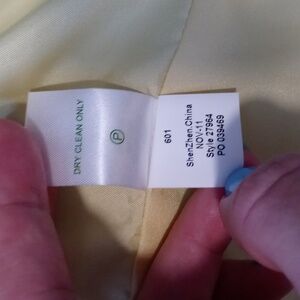 DRY CLEAN ONLY
P
601
ShenZhen,China
NOV-11
Style 27964
PO 039469